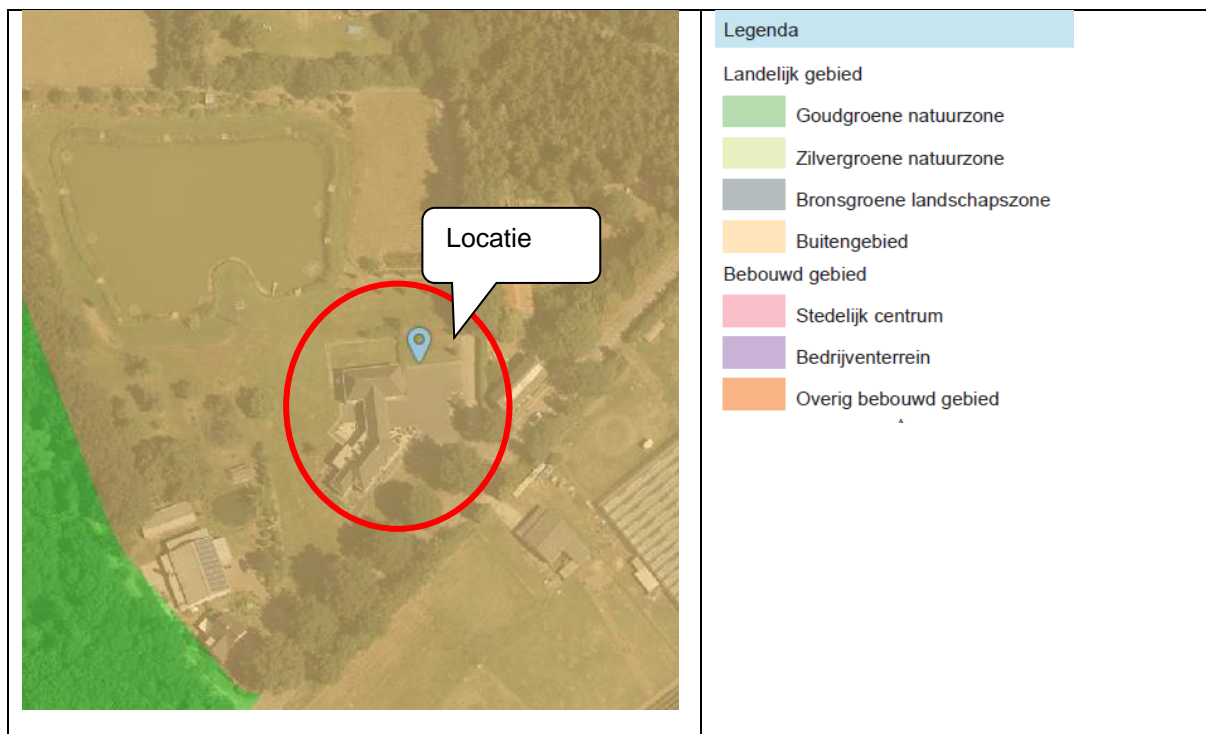 Locatie
Legenda
Landelijk gebied
Goudgroene natuurzone
Zilvergroene natuurzone
Bronsgroene landschapszone
Buitengebied
Bebouwd gebied
Stedelijk centrum
Bedrijventerrein
Overig bebouwd gebied